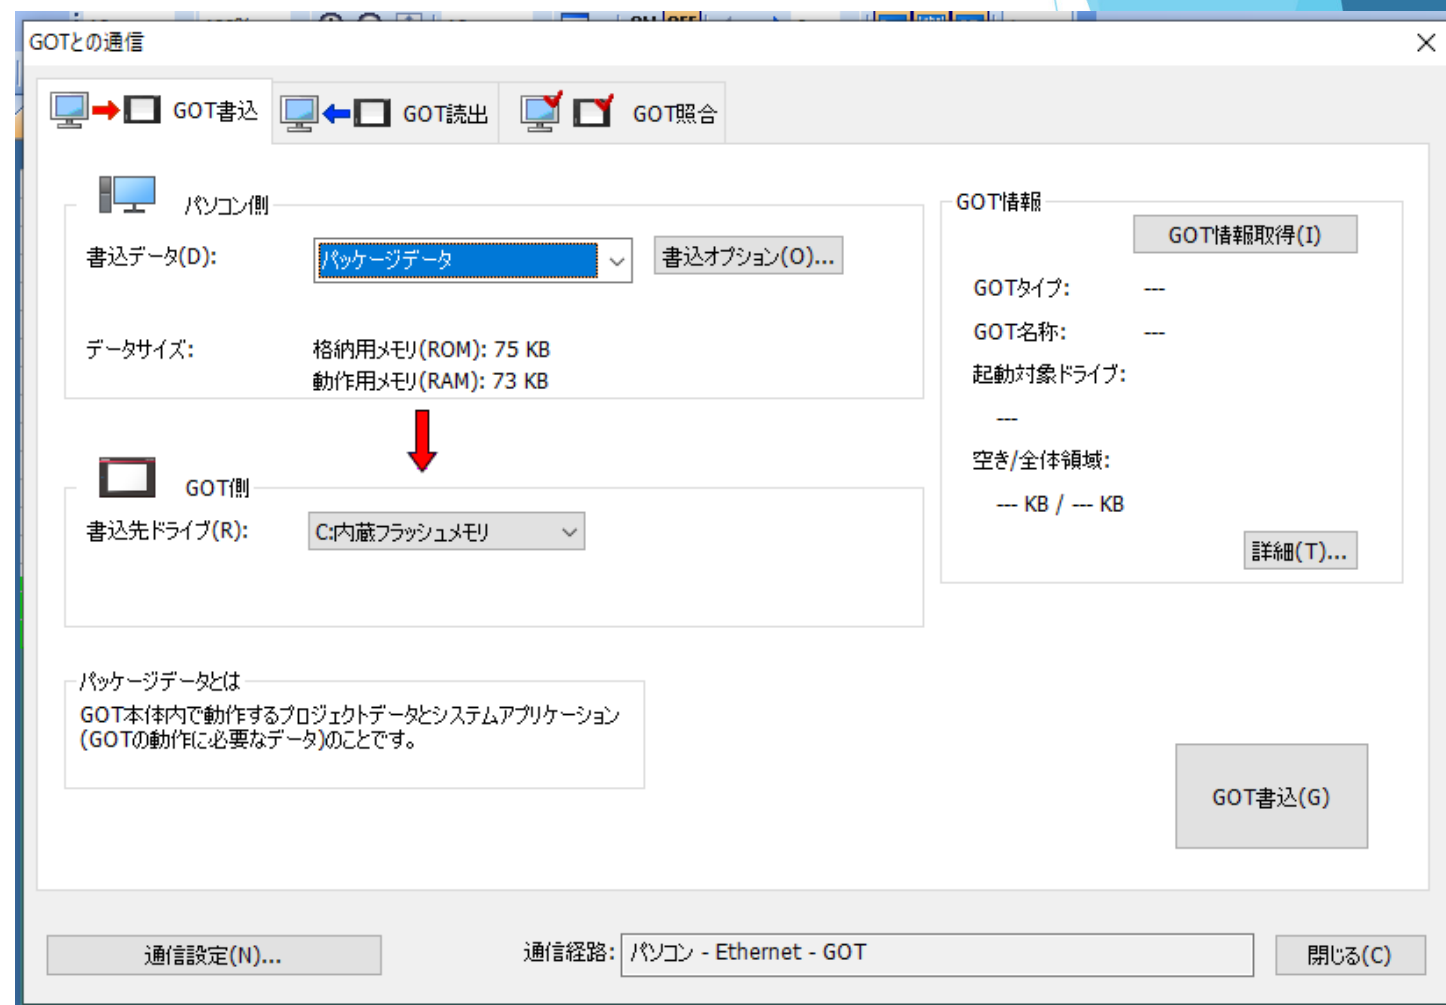 GOTとの通信
GOT書込
GOT読出
GOT照合
パソコン側
書込データ(D):
パッケージデータ
書込オプション(O)...
データサイズ:
格納用メモリ(ROM): 75 KB
動作用メモリ(RAM): 73 KB
GOT側
書込先ドライブ(R):
C:内蔵フラッシュメモリ
パッケージデータとは
GOT本体内で動作するプロジェクトデータとシステムアプリケーション
(GOTの動作に必要なデータ)のことです。
GOT情報
GOT情報取得(I)
GOTタイプ:
---
GOT名称:
---
起動対象ドライブ:
---
空き/全体領域:
--- KB / --- KB
詳細(T)...
GOT書込(G)
通信設定(N)...
通信経路:
パソコン - Ethernet - GOT
閉じる(C)